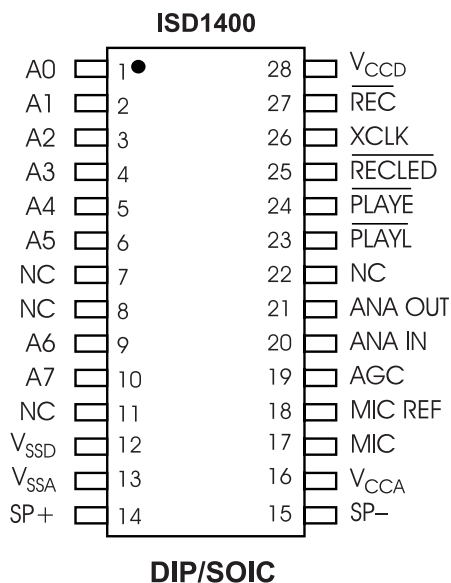 ISD1400
A0 1 28 VCCD
A1 2 27 REC
A2 3 26 XCLK
A3 4 25 RECLED
A4 5 24 PLAYE
A5 6 23 PLAYL
NC 7 22 NC
NC 8 21 ANA OUT
A6 9 20 ANA IN
A7 10 19 AGC
NC 11 18 MIC REF
VSSD 12 17 MIC
VSSA 13 16 VCCA
SP+ 14 15 SP–
DIP/SOIC